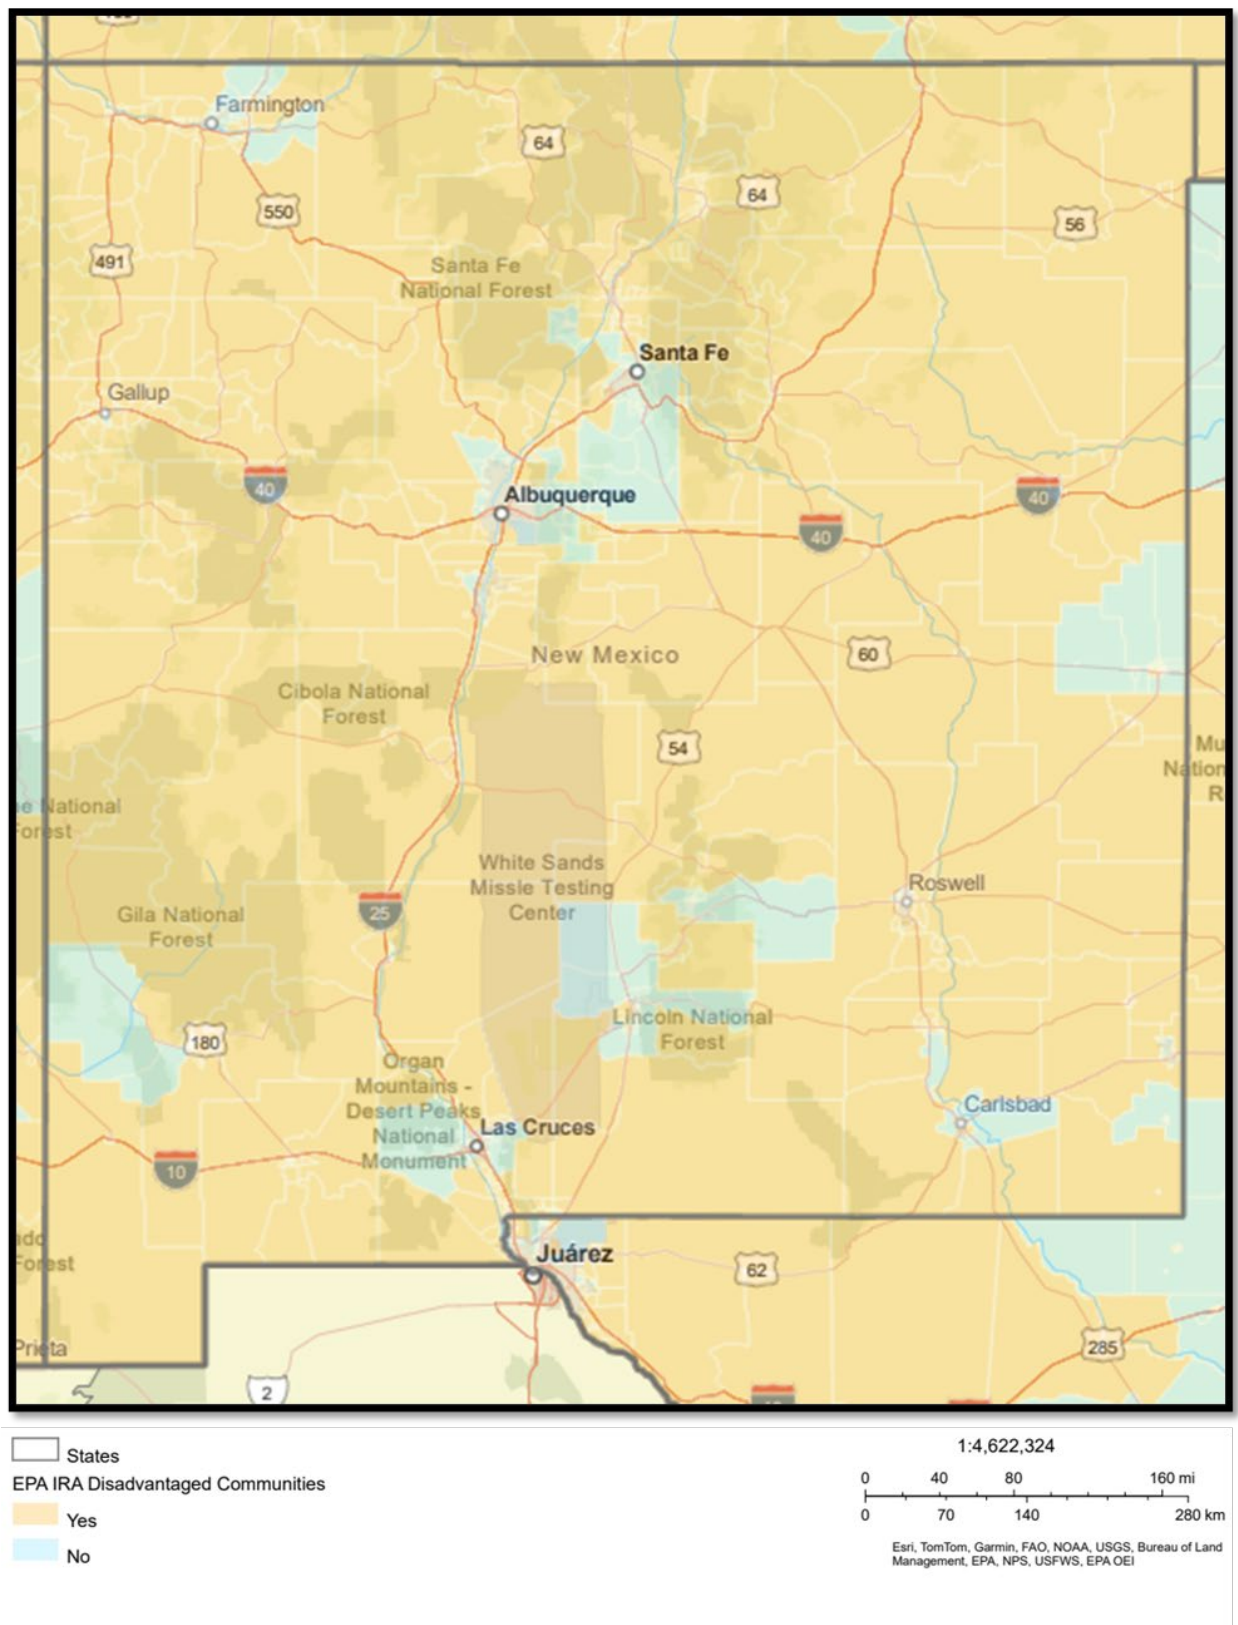 Farmington
64
64
550
56
491
Santa Fe
National Forest
Santa Fe
Gallup
40
Albuquerque
40
40
New Mexico
60
Cibola National
Forest
54
Mu
Nation
R
e National
Forest
White Sands
Missle Testing
Center
Roswell
Gila National
Forest
25
Lincoln National
Forest
180
Organ
Mountains -
Desert Peaks
National
Monument
Las Cruces
Carlsbad
10
ado
Forest
Juárez
62
Prieta
285
2
States
EPA IRA Disadvantaged Communities
Yes
No
1:4,622,324
0 40 80 160 mi
0 70 140 280 km
Esri, TomTom, Garmin, FAO, NOAA, USGS, Bureau of Land
Management, EPA, NPS, USFWS, EPA OEI